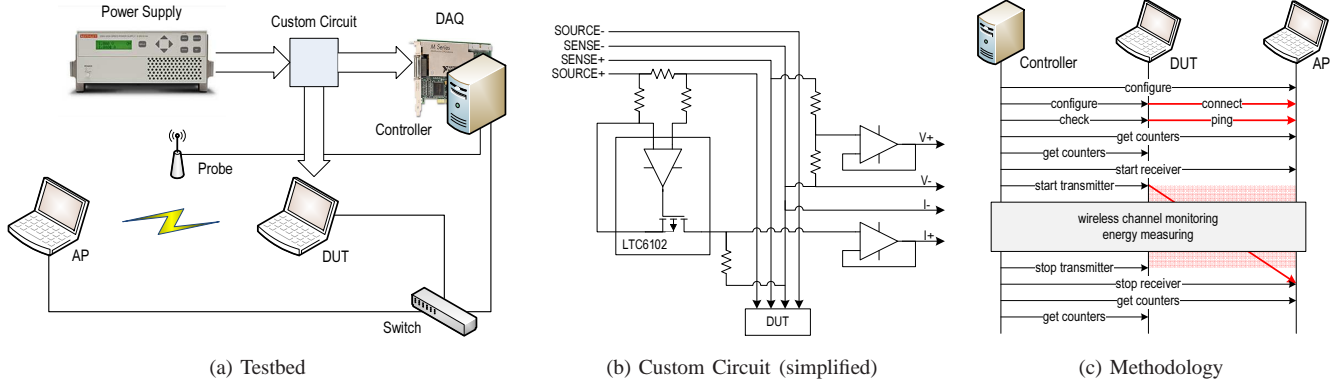 Power Supply
Custom Circuit
DAQ
M Series
Controller
Probe
AP
DUT
Switch
(a) Testbed
SOURCE-
SENSE-
SENSE+
SOURCE+
V+
V-
I-
I+
LTC6102
DUT
(b) Custom Circuit (simplified)
Controller
DUT
AP
configure
configure
connect
check
ping
get counters
get counters
start receiver
start transmitter
wireless channel monitoring
energy measuring
stop transmitter
stop receiver
get counters
get counters
(c) Methodology